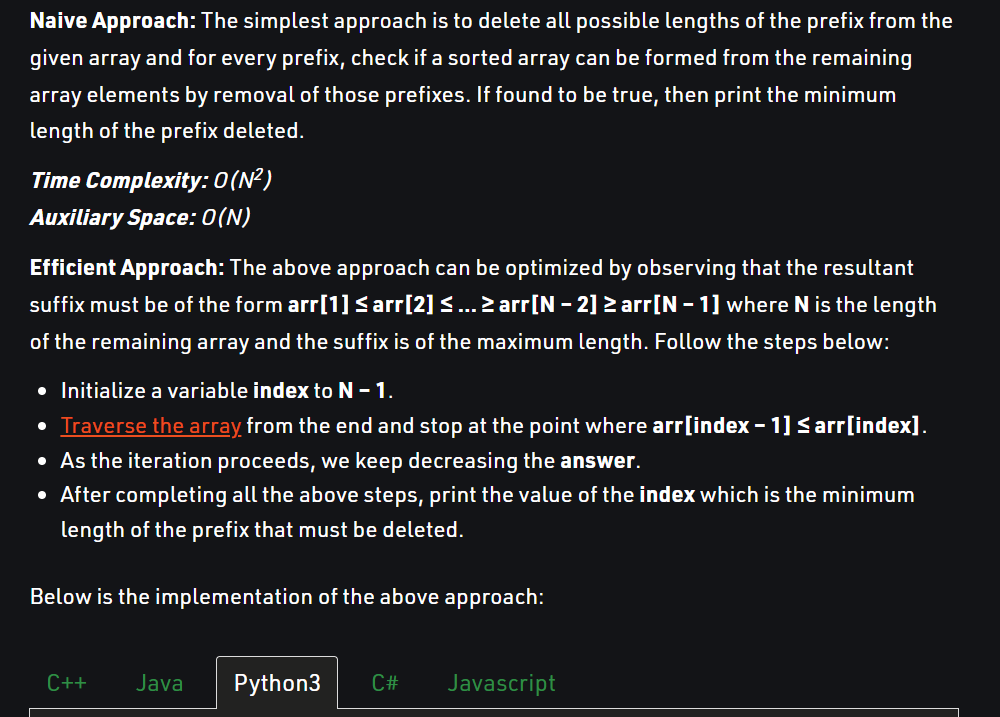 Naive Approach: The simplest approach is to delete all possible lengths of the prefix from the
given array and for every prefix, check if a sorted array can be formed from the remaining
array elements by removal of those prefixes. If found to be true, then print the minimum
length of the prefix deleted.
Time Complexity: O(N²)
Auxiliary Space: O(N)
Efficient Approach: The above approach can be optimized by observing that the resultant
suffix must be of the form arr[1] ≤ arr[2] ≤ … ≥ arr[N – 2] ≥ arr[N – 1] where N is the length
of the remaining array and the suffix is of the maximum length. Follow the steps below:
• Initialize a variable index to N – 1.
• Traverse the array from the end and stop at the point where arr[index – 1] ≤ arr[index].
• As the iteration proceeds, we keep decreasing the answer.
• After completing all the above steps, print the value of the index which is the minimum
length of the prefix that must be deleted.
Below is the implementation of the above approach:
C++ Java Python3 C# Javascript